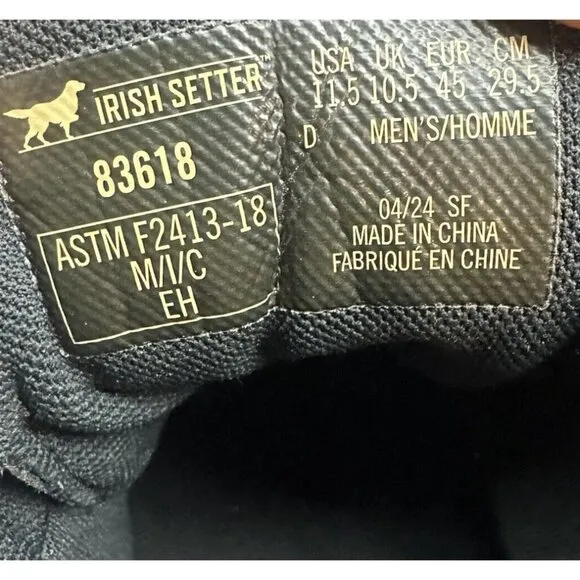 IRISH SETTER™
83618
ASTM F2413-18
M/I/C
EH
USA UK EUR CM
11.5 10.5 45 29.5
D MEN'S/HOMME
04/24 SF
MADE IN CHINA
FABRIQUÉ EN CHINE